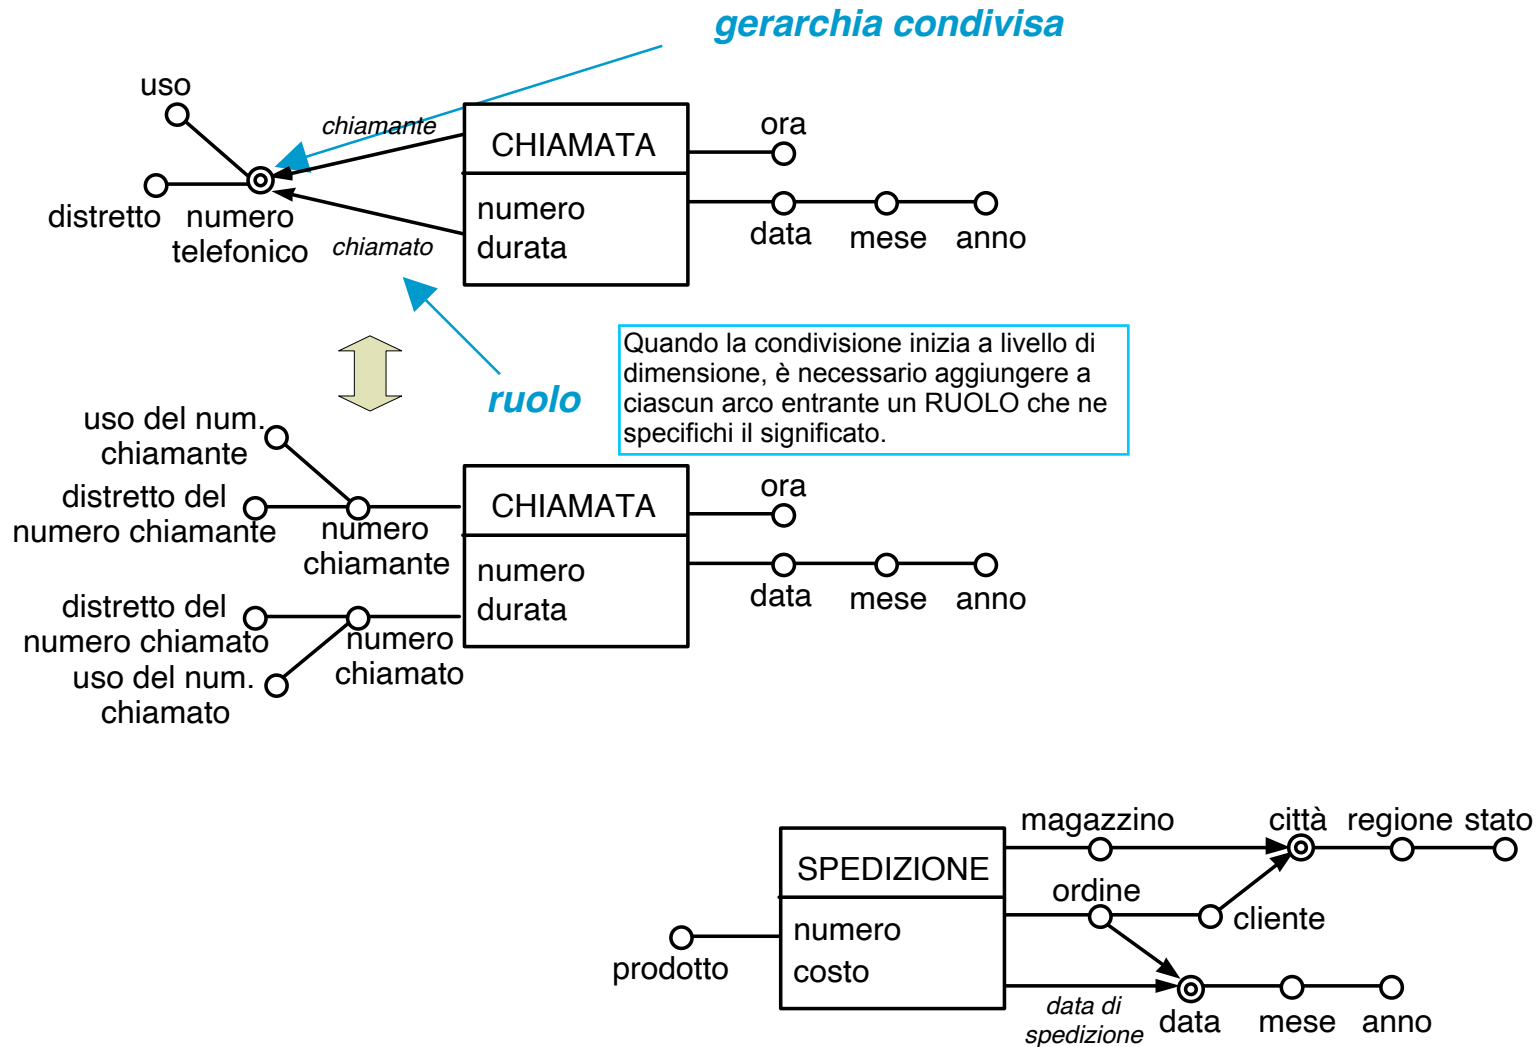 gerarchia condivisa
uso
chiamante
CHIAMATA
ora
distretto
numero
telefonico
chiamato
numero
durata
data
mese
anno
ruolo
Quando la condivisione inizia a livello di
dimensione, è necessario aggiungere a
ciascun arco entrante un RUOLO che ne
specifichi il significato.
uso del num.
chiamante
distretto del
numero chiamante
numero
chiamante
CHIAMATA
ora
numero
durata
data
mese
anno
distretto del
numero chiamato
numero
chiamato
uso del num.
chiamato
magazzino
città
regione
stato
SPEDIZIONE
ordine
cliente
numero
costo
prodotto
data di
spedizione
data
mese
anno